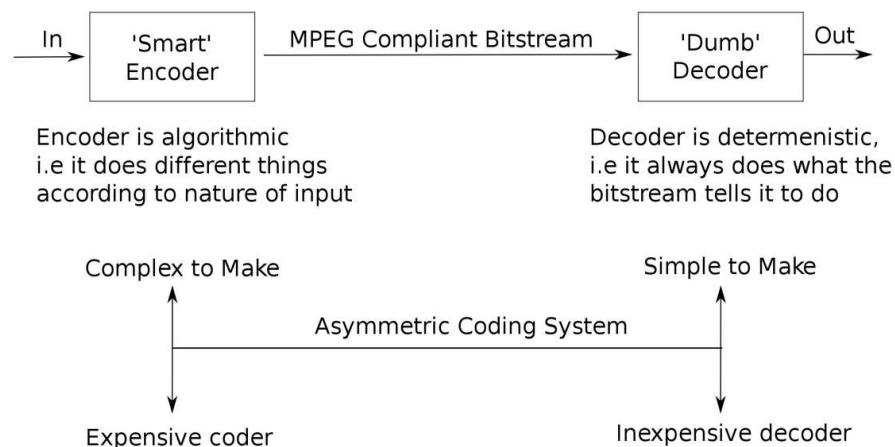 In
'Smart'
Encoder
MPEG Compliant Bitstream
'Dumb'
Decoder
Out
Encoder is algorithmic
i.e it does different things
according to nature of input
Decoder is determenistic,
i.e it always does what the
bitstream tells it to do
Complex to Make
Simple to Make
Asymmetric Coding System
Expensive coder
Inexpensive decoder